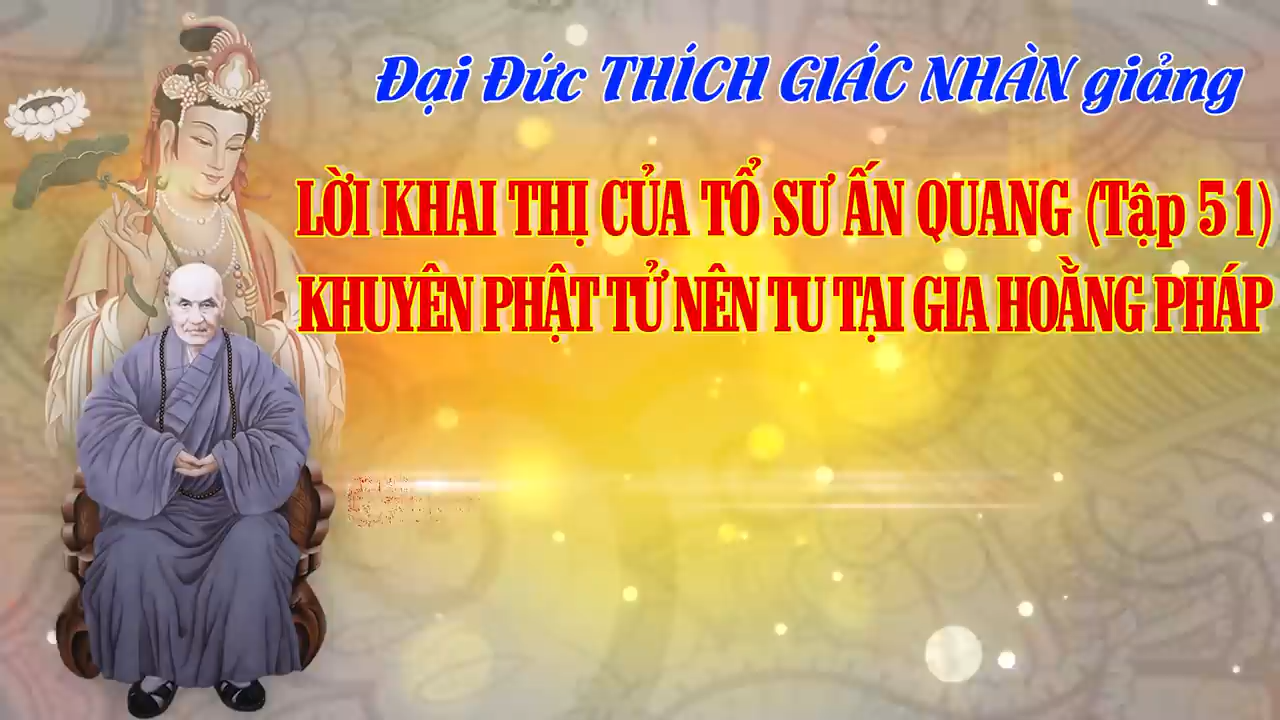 Đại Đức THÍCH GIÁC NHÀN giảng
LỜI KHAI THỊ CỦA TỔ SƯ ẤN QUANG (Tập 51)
KHUYÊN PHẬT TỬ NÊN TU TẠI GIA HOẰNG PHÁP